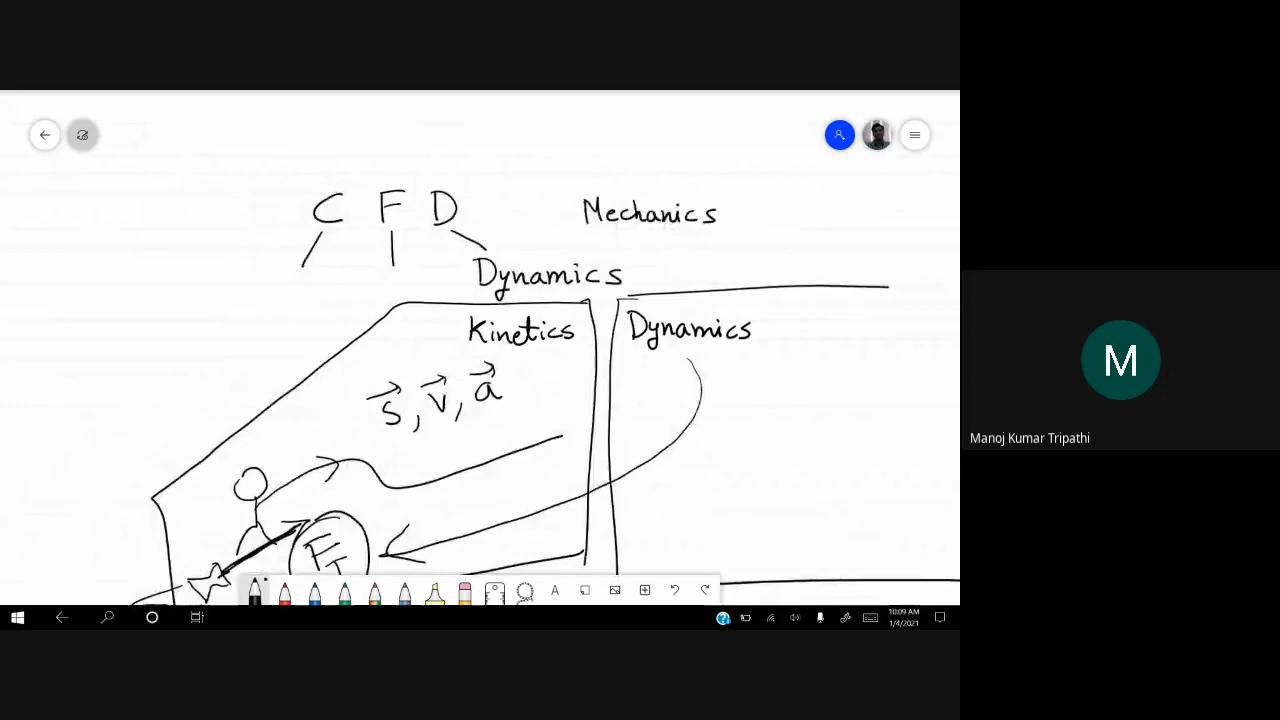 C F D
Mechanics
Dynamics
Kinetics
Dynamics
s, v, a
F
M
Manoj Kumar Tripathi
A
10:09 AM
1/4/2021